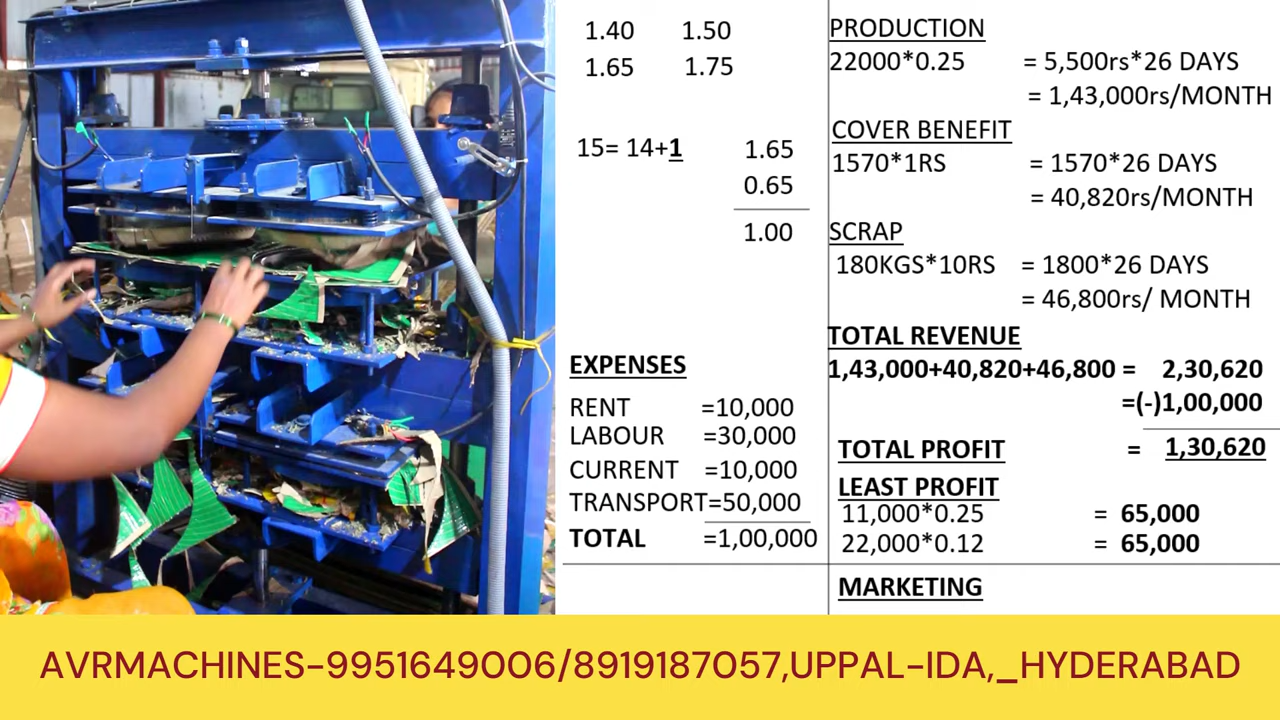 1.40 1.50
1.65 1.75
15= 14+1 1.65
0.65
1.00
EXPENSES
RENT =10,000
LABOUR =30,000
CURRENT =10,000
TRANSPORT=50,000
TOTAL =1,00,000
PRODUCTION
22000*0.25 = 5,500rs*26 DAYS
= 1,43,000rs/MONTH
COVER BENEFIT
1570*1RS = 1570*26 DAYS
= 40,820rs/MONTH
SCRAP
180KGS*10RS = 1800*26 DAYS
= 46,800rs/ MONTH
TOTAL REVENUE
1,43,000+40,820+46,800 = 2,30,620
=(-)1,00,000
TOTAL PROFIT = 1,30,620
LEAST PROFIT
11,000*0.25 = 65,000
22,000*0.12 = 65,000
MARKETING
AVRMACHINES-9951649006/8919187057,UPPAL-IDA,_HYDERABAD